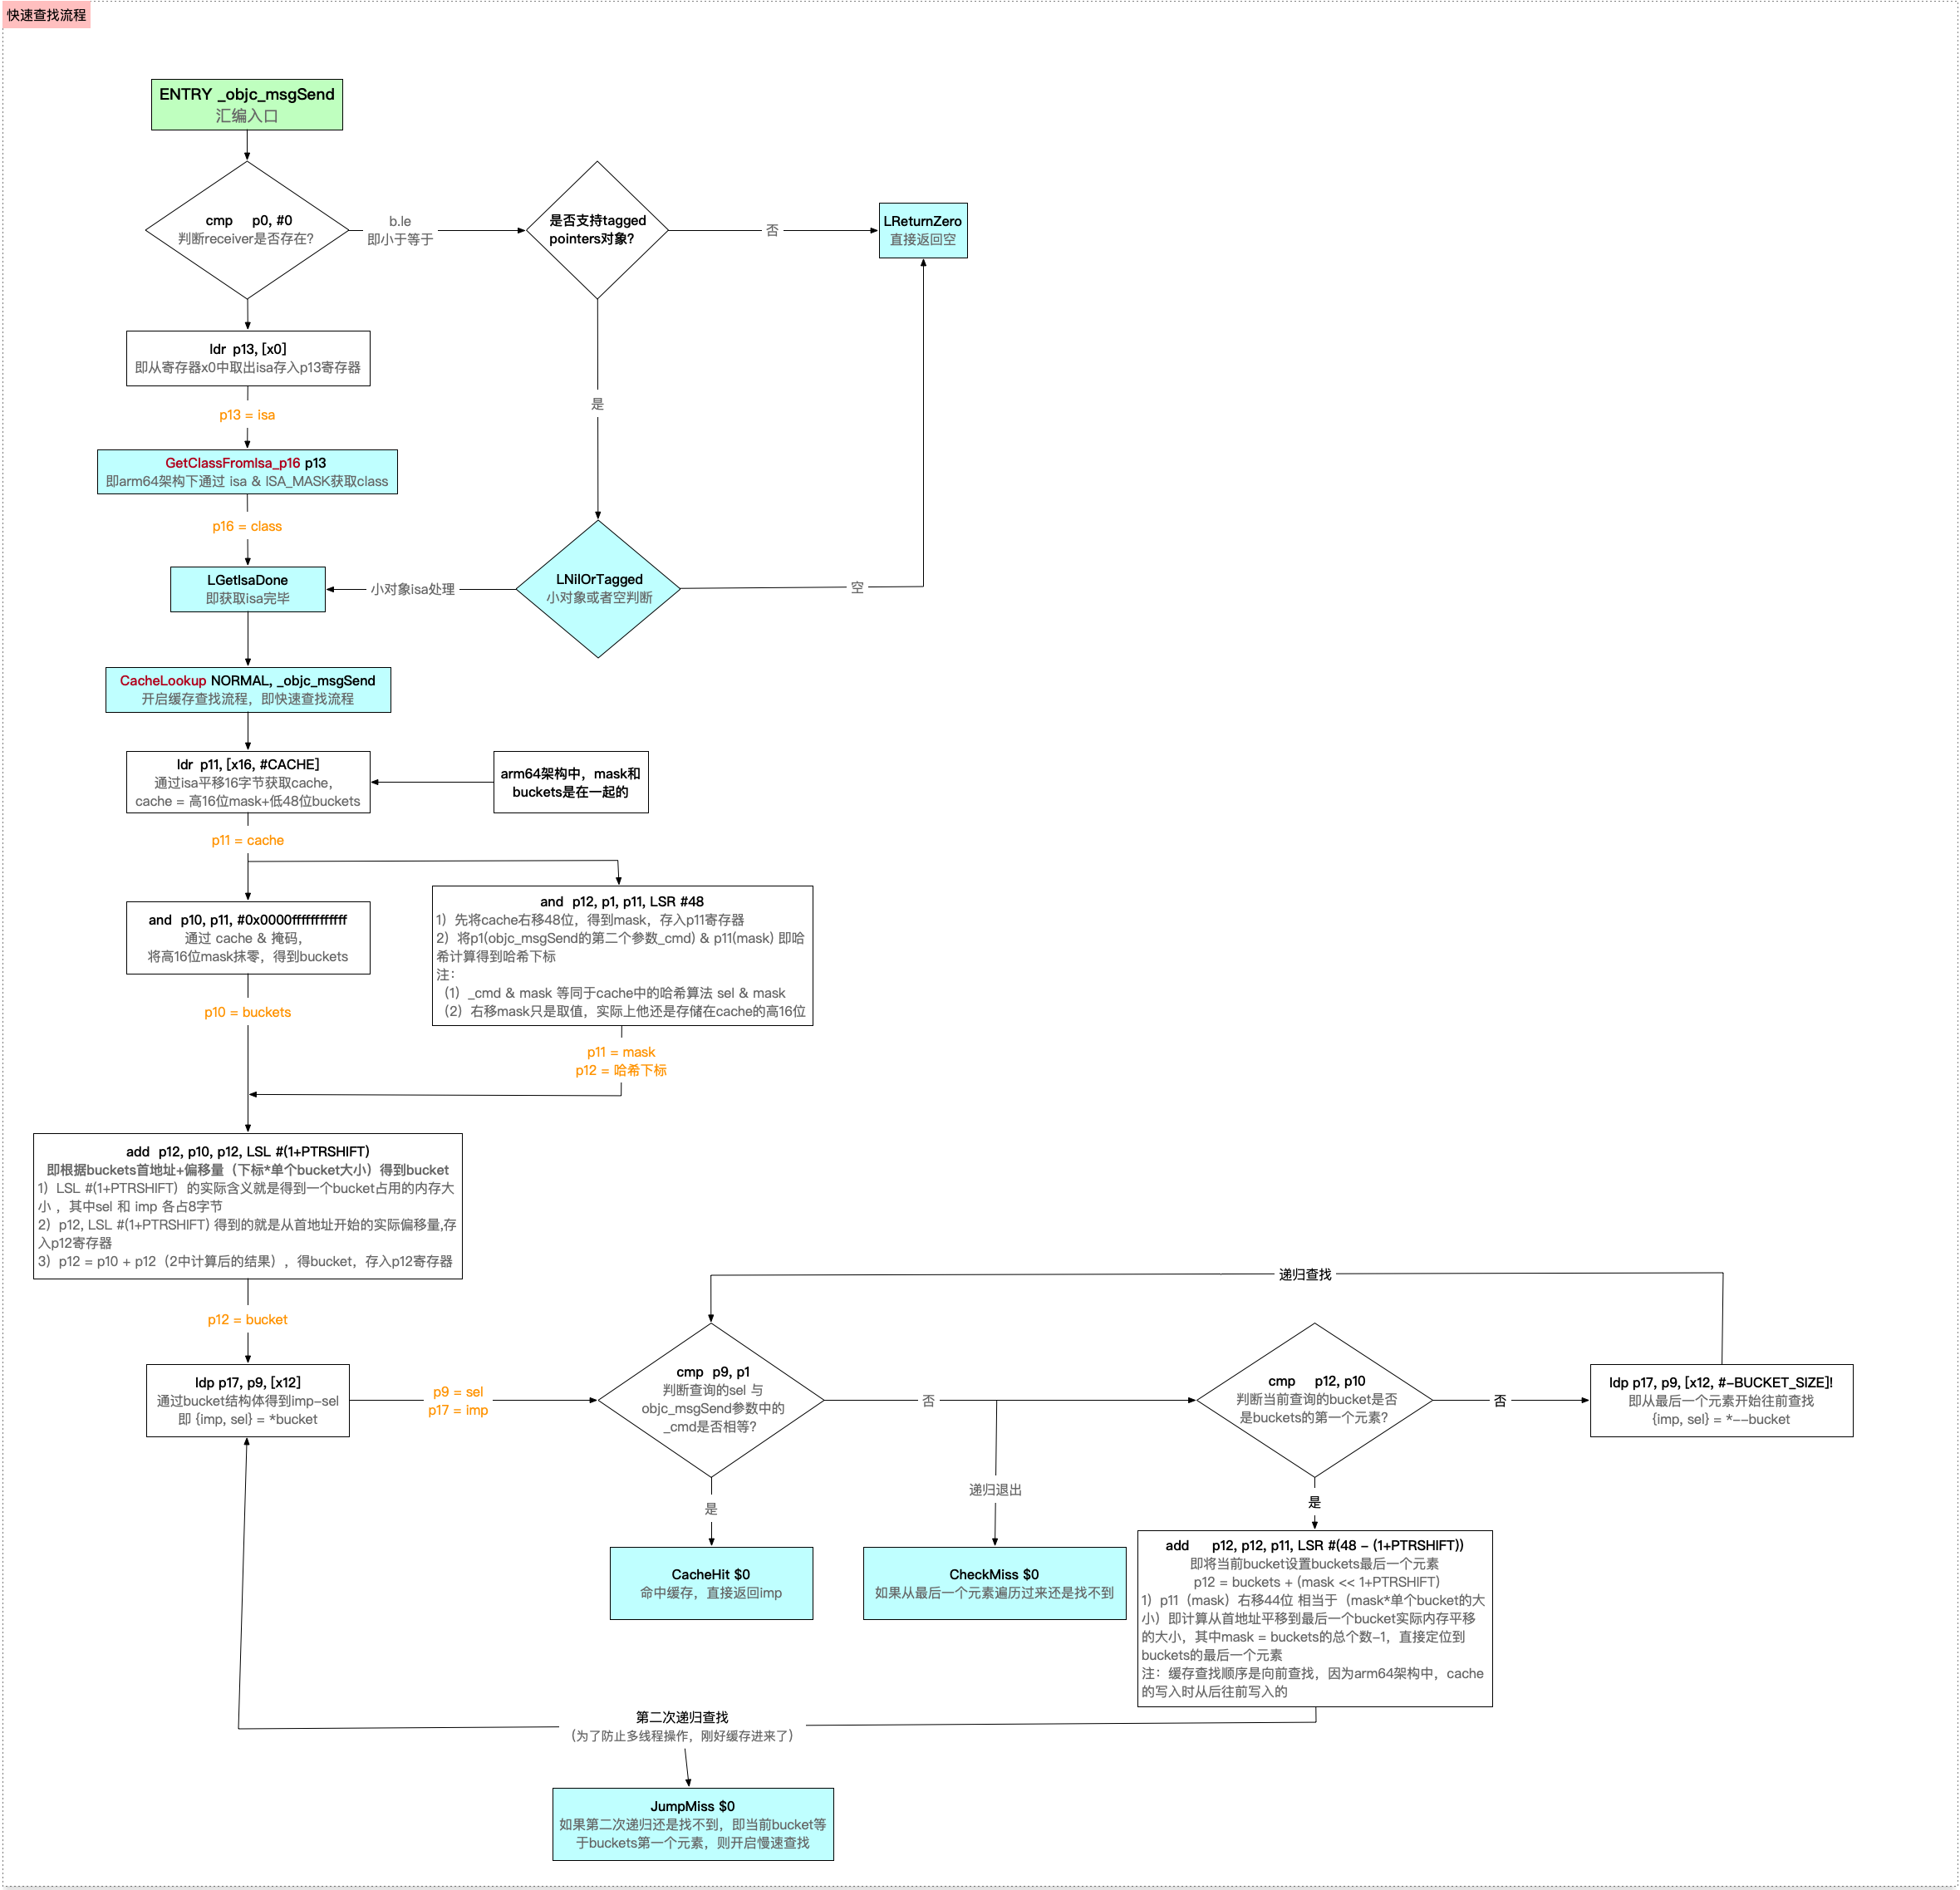 快速查找流程
ENTRY _objc_msgSend
汇编入口
cmp p0, #0
判断receiver是否存在?
b.le
即小于等于
是否支持tagged
pointers对象?
否
LReturnZero
直接返回空
ldr p13, [x0]
即从寄存器x0中取出isa存入p13寄存器
是
p13 = isa
GetClassFromIsa_p16 p13
即arm64架构下通过 isa & ISA_MASK获取class
p16 = class
LGetIsaDone
即获取isa完毕
小对象isa处理
LNilOrTagged
小对象或者空判断
空
CacheLookup NORMAL, _objc_msgSend
开启缓存查找流程，即快速查找流程
ldr p11, [x16, #CACHE]
通过isa平移16字节获取cache，
cache = 高16位mask+低48位buckets
arm64架构中，mask和
buckets是在一起的
p11 = cache
and p10, p11, #0x0000ffffffffffff
通过 cache & 掩码，
将高16位mask抹零，得到buckets
and p12, p1, p11, LSR #48
1）先将cache右移48位，得到mask，存入p11寄存器
2）将p1(objc_msgSend的第二个参数_cmd) & p11(mask) 即哈
希计算得到哈希下标
注：
（1）_cmd & mask 等同于cache中的哈希算法 sel & mask
（2）右移mask只是取值，实际上他还是存储在cache的高16位
p10 = buckets
p11 = mask
p12 = 哈希下标
add p12, p10, p12, LSL #(1+PTRSHIFT)
即根据buckets首地址+偏移量（下标*单个bucket大小）得到bucket
1）LSL #(1+PTRSHIFT）的实际含义就是得到一个bucket占用的内存大
小 ，其中sel 和 imp 各占8字节
2）p12, LSL #(1+PTRSHIFT) 得到的就是从首地址开始的实际偏移量,存
入p12寄存器
3）p12 = p10 + p12（2中计算后的结果），得bucket，存入p12寄存器
递归查找
p12 = bucket
ldp p17, p9, [x12]
通过bucket结构体得到imp-sel
即 {imp, sel} = *bucket
p9 = sel
p17 = imp
cmp p9, p1
判断查询的sel 与
objc_msgSend参数中的
_cmd是否相等?
否
cmp p12, p10
判断当前查询的bucket是否
是buckets的第一个元素?
否
ldp p17, p9, [x12, #-BUCKET_SIZE]!
即从最后一个元素开始往前查找
{imp, sel} = *--bucket
是
递归退出
是
CacheHit $0
命中缓存，直接返回imp
CheckMiss $0
如果从最后一个元素遍历过来还是找不到
add p12, p12, p11, LSR #(48 - (1+PTRSHIFT))
即将当前bucket设置buckets最后一个元素
p12 = buckets + (mask << 1+PTRSHIFT)
1）p11（mask）右移44位 相当于（mask*单个bucket的大
小）即计算从首地址平移到最后一个bucket实际内存平移
的大小，其中mask = buckets的总个数-1，直接定位到
buckets的最后一个元素
注：缓存查找顺序是向前查找，因为arm64架构中，cache
的写入时从后往前写入的
第二次递归查找
（为了防止多线程操作，刚好缓存进来了）
JumpMiss $0
如果第二次递归还是找不到，即当前bucket等
于buckets第一个元素，则开启慢速查找